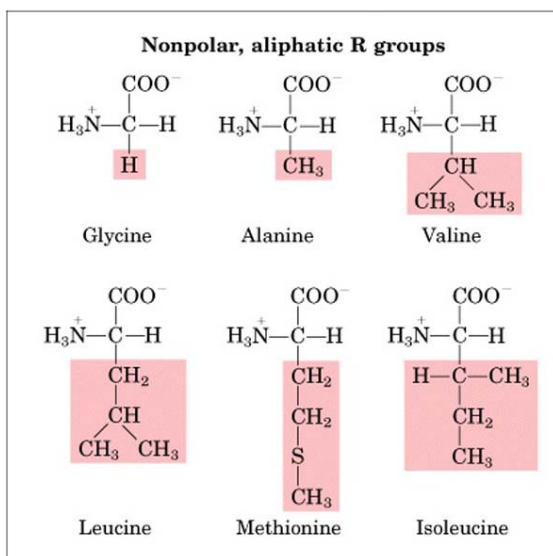 Nonpolar, aliphatic R groups
COO⁻ COO⁻ COO⁻
H₃N⁺—C—H H₃N⁺—C—H H₃N⁺—C—H
H CH₃ CH
CH₃ CH₃
Glycine Alanine Valine
COO⁻ COO⁻ COO⁻
H₃N⁺—C—H H₃N⁺—C—H H₃N⁺—C—H
CH₂ CH₂ H—C—CH₃
CH CH₂ CH₂
CH₃ CH₃ S CH₃
CH₃
Leucine Methionine Isoleucine